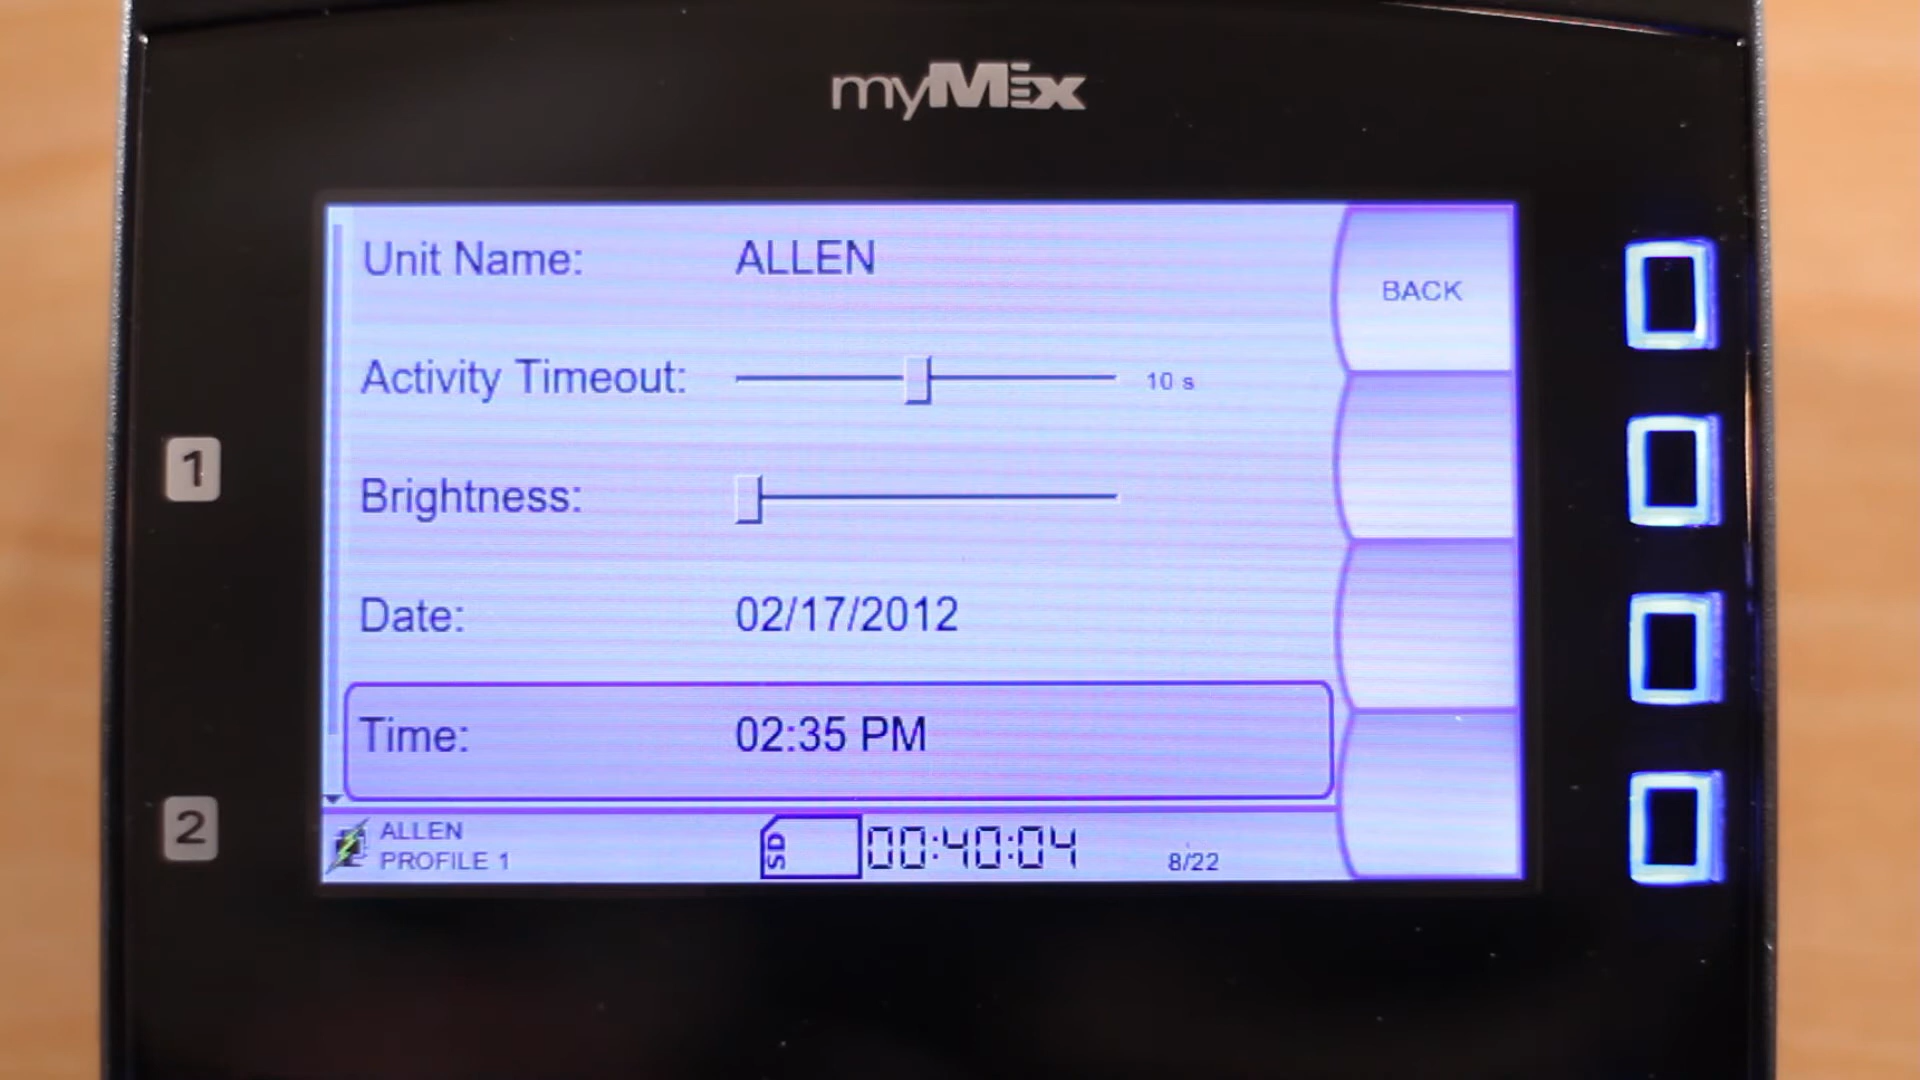 myMix
Unit Name: ALLEN
BACK
Activity Timeout: 10 s
1
Brightness:
Date: 02/17/2012
Time: 02:35 PM
2
ALLEN
PROFILE 1
SD
00:40:04
8/22